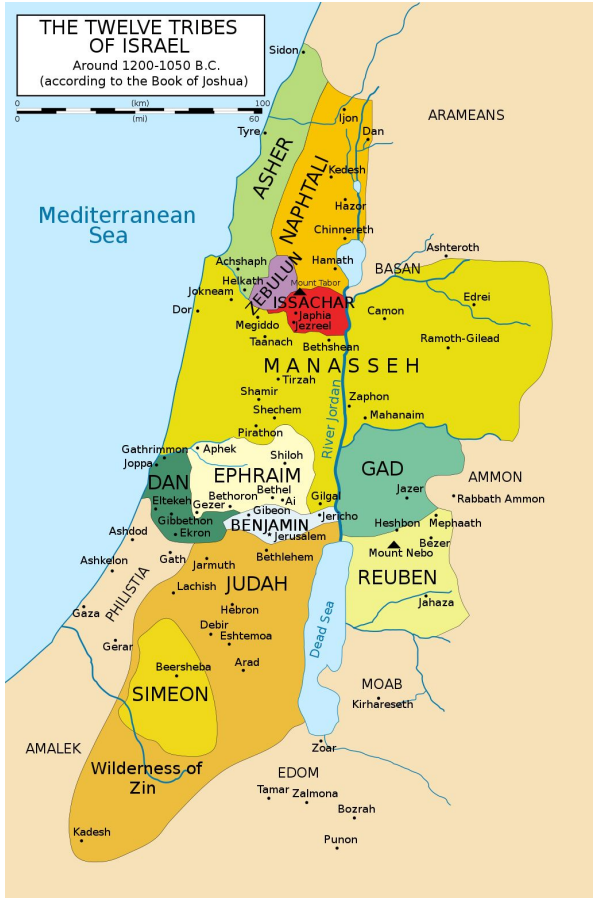 THE TWELVE TRIBES
OF ISRAEL
Around 1200-1050 B.C.
(according to the Book of Joshua)
0 (km) 100
0 (mi) 60
Sidon
Ijon
ARAMEANS
Tyre
Dan
ASHER
NAPHTALI
Kedesh
Hazor
Mediterranean
Sea
Chinnereth
Ashteroth
Achshaph
Hamath
BASAN
Helkath
ZEBULUN
Mount Tabor
Jokneam
ISSACHAR
Edrei
Dor
Japhia
Camon
Megiddo
Jezreel
Taanach
Bethshean
Ramoth-Gilead
MANASSEH
Tirzah
River Jordan
Shamir
Zaphon
Shechem
Mahanaim
Pirathon
Gathrimmon
Aphek
Shiloh
Joppa
GAD
DAN
EPHRAIM
AMMON
Bethel
Jazer
Eltekeh
Bethoron
Ai
Gilgal
Rabbath Ammon
Gezer
Gibeon
Jericho
Gibbethon
BENJAMIN
Heshbon
Mephaath
Ashdod
Ekron
Jerusalem
Bezer
Gath
Bethlehem
Mount Nebo
Ashkelon
Jarmuth
PHILISTIA
JUDAH
REUBEN
Lachish
Gaza
Hebron
Jahaza
Debir
Dead Sea
Eshtemoa
Gerar
Beersheba
Arad
SIMEON
MOAB
Kirhareseth
AMALEK
Zoar
Wilderness of
Zin
EDOM
Tamar
Zalmona
Bozrah
Kadesh
Punon